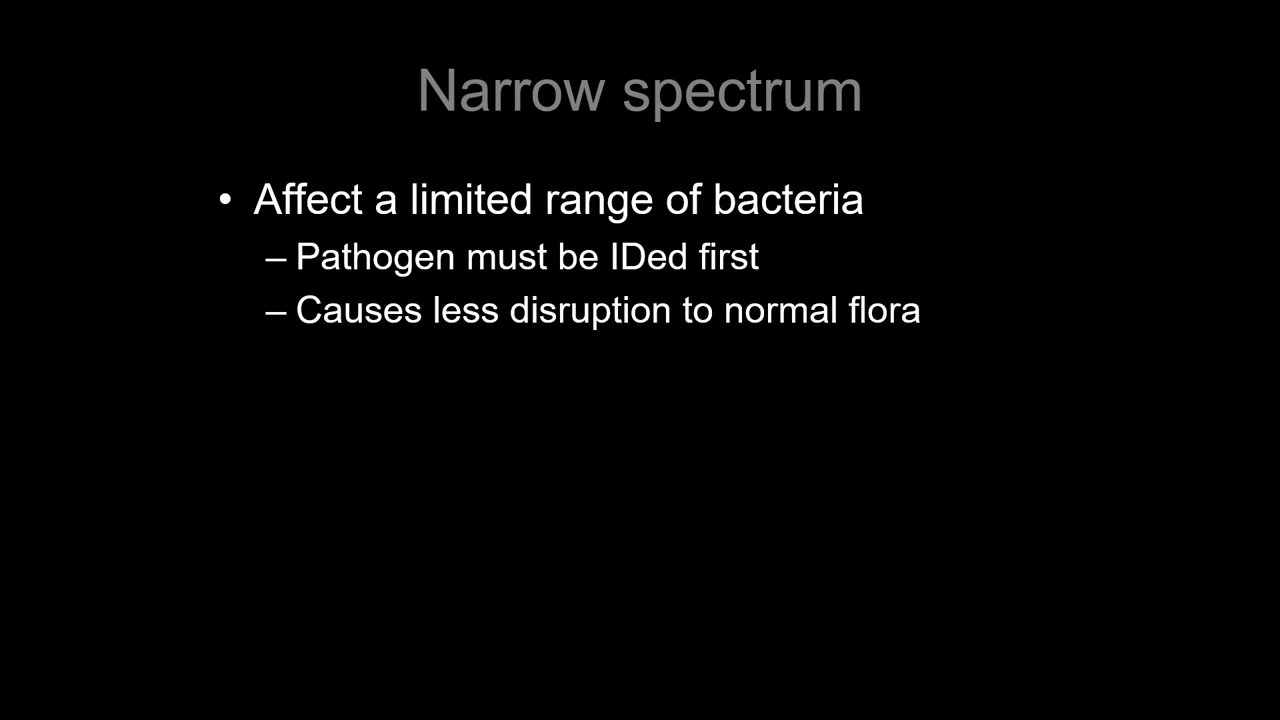 Narrow spectrum
• Affect a limited range of bacteria
– Pathogen must be IDed first
– Causes less disruption to normal flora